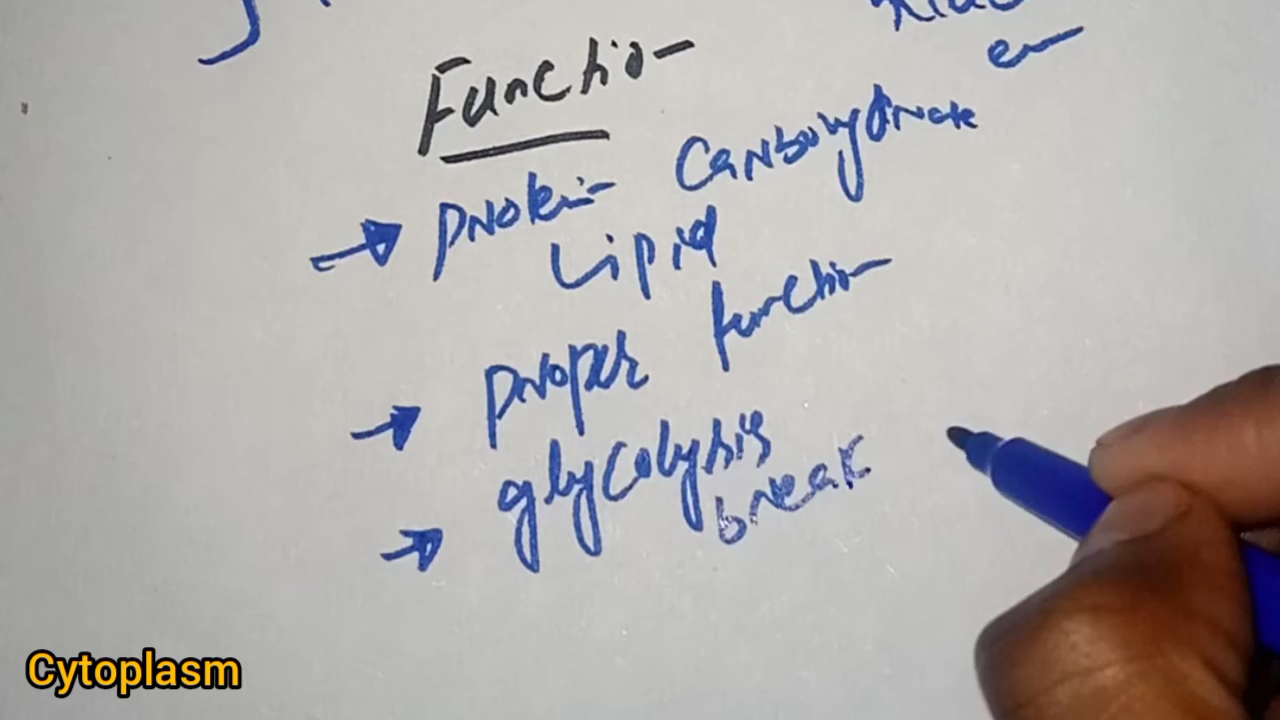 Function
Protein Carbohydrate
Lipid
Proper function
glycolysis
break
Cytoplasm